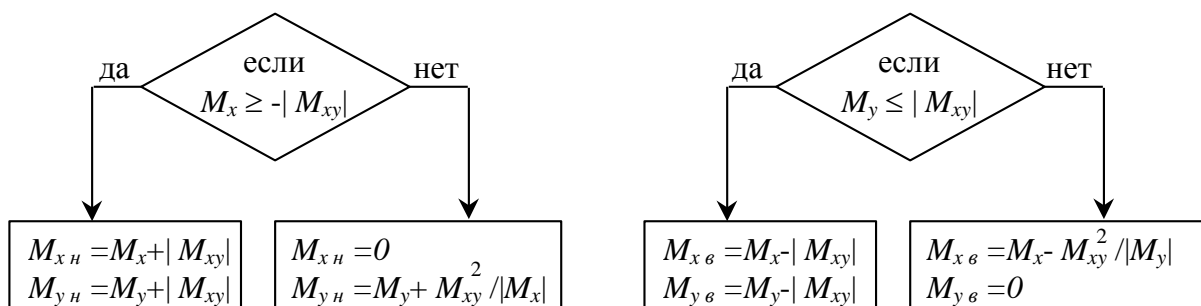 да если нет
M_x ≥ -| M_xy|
M_x н =M_x+| M_xy|
M_y н =M_y+| M_xy|
M_x н =0
M_y н =M_y+ M_xy^2 /|M_x|
да если нет
M_y ≤ | M_xy|
M_x в =M_x-| M_xy|
M_y в =M_y-| M_xy|
M_x в =M_x- M_xy^2 /|M_y|
M_y в =0